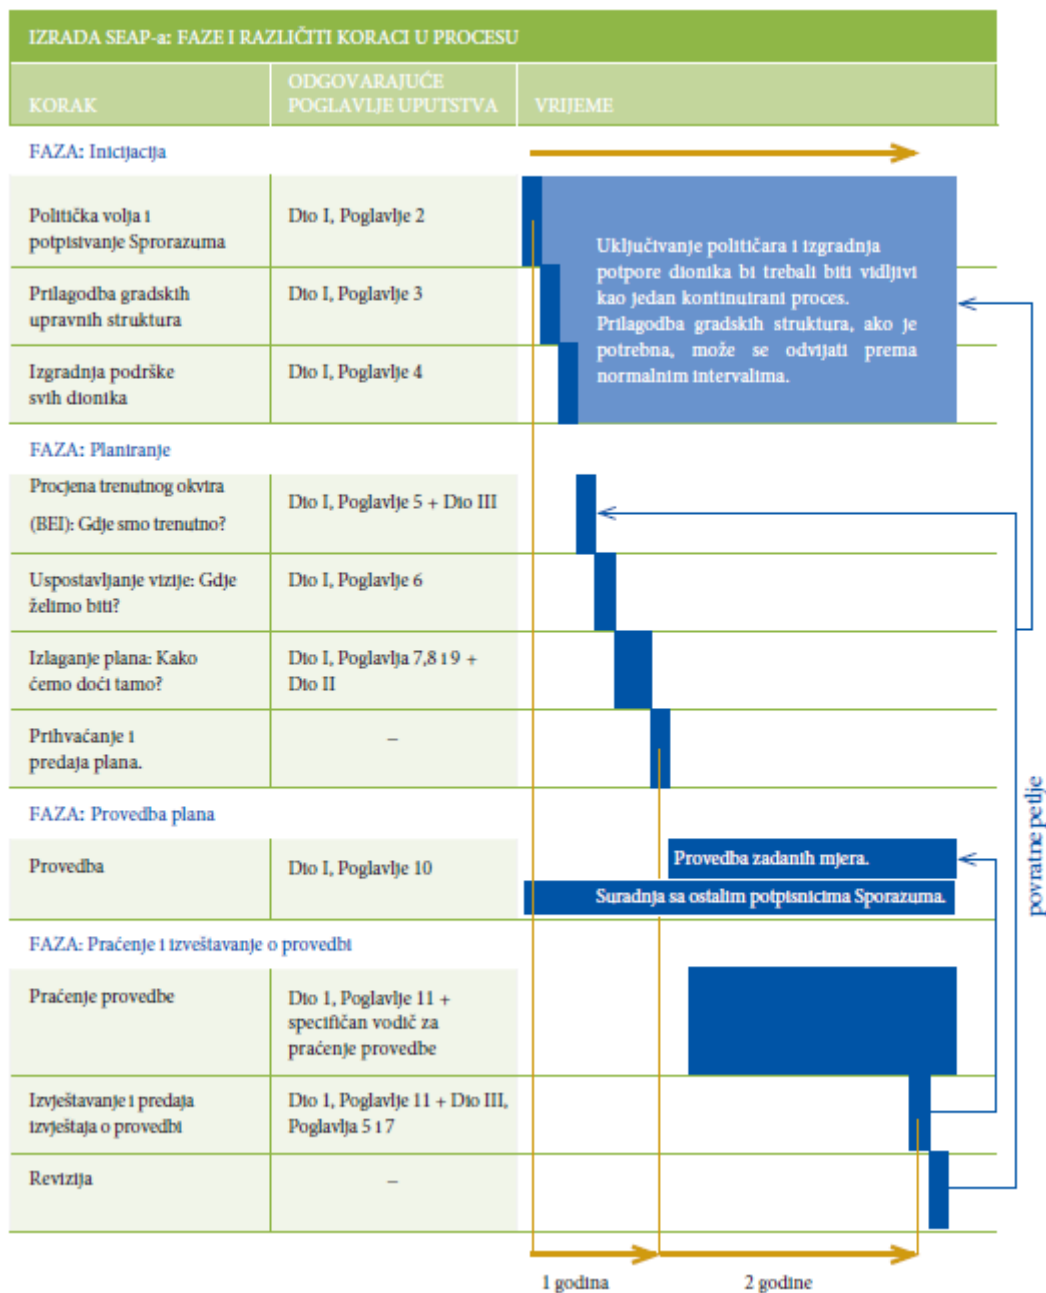 IZRADA SEAP-a: FAZE I RAZLIČITI KORACI U PROCESU
KORAK
ODGOVARAJUĆE
POGLAVLJE UPUTSTVA
VRIJEME
FAZA: Inicijacija
Politička volja i
potpisivanje Sprorazuma
Dio I, Poglavlje 2
Prilagodba gradskih
upravnih struktura
Dio I, Poglavlje 3
Izgradnja podrške
svih dionika
Dio I, Poglavlje 4
Uključivanje političara i izgradnja
potpore dionika bi trebali biti vidljivi
kao jedan kontinuirani proces.
Prilagodba gradskih struktura, ako je
potrebna, može se odvijati prema
normalnim intervalima.
FAZA: Planiranje
Procjena trenutnog okvira
(BEI): Gdje smo trenutno?
Dio I, Poglavlje 5 + Dio III
Uspostavljanje vizije: Gdje
želimo biti?
Dio I, Poglavlje 6
Izlaganje plana: Kako
ćemo doći tamo?
Dio I, Poglavlja 7,8 i 9 +
Dio II
Prihvaćanje i
predaja plana.
–
FAZA: Provedba plana
Provedba
Dio I, Poglavlje 10
Provedba zadanih mjera.
Suradnja sa ostalim potpisnicima Sporazuma.
povratne petlje
FAZA: Praćenje i izveštavanje o provedbi
Praćenje provedbe
Dio 1, Poglavlje 11 +
specifičan vodič za
praćenje provedbe
Izvještavanje i predaja
izvještaja o provedbi
Dio 1, Poglavlje 11 + Dio III,
Poglavlja 5 i 7
Revizija
–
1 godina
2 godine